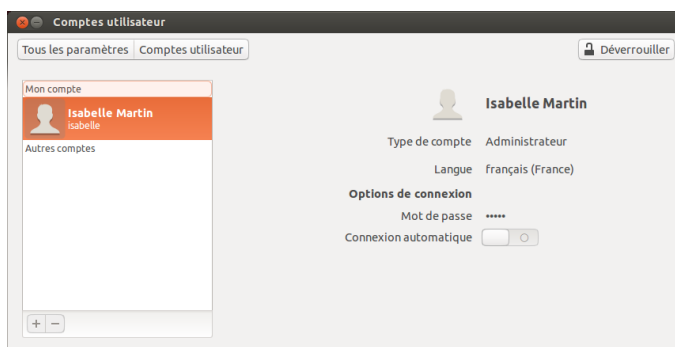 Comptes utilisateur
Tous les paramètres Comptes utilisateur Déverrouiller
Mon compte
Isabelle Martin
isabelle
Autres comptes
Isabelle Martin
Type de compte Administrateur
Langue français (France)
Options de connexion
Mot de passe •••••
Connexion automatique